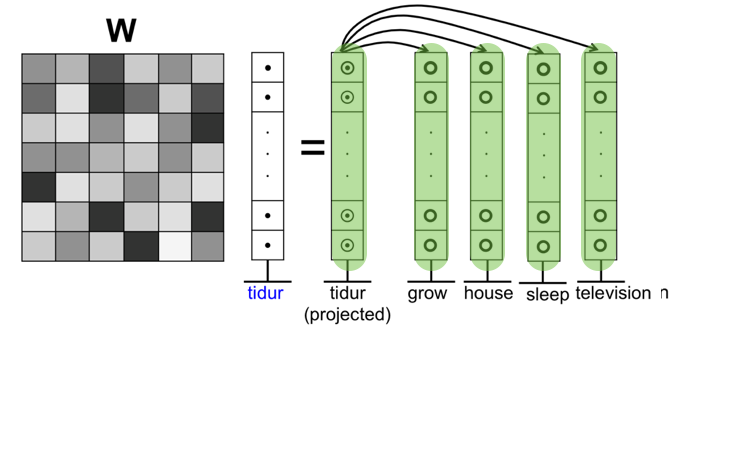 W
=
tidur
tidur
(projected)
grow
house
sleep
television
n